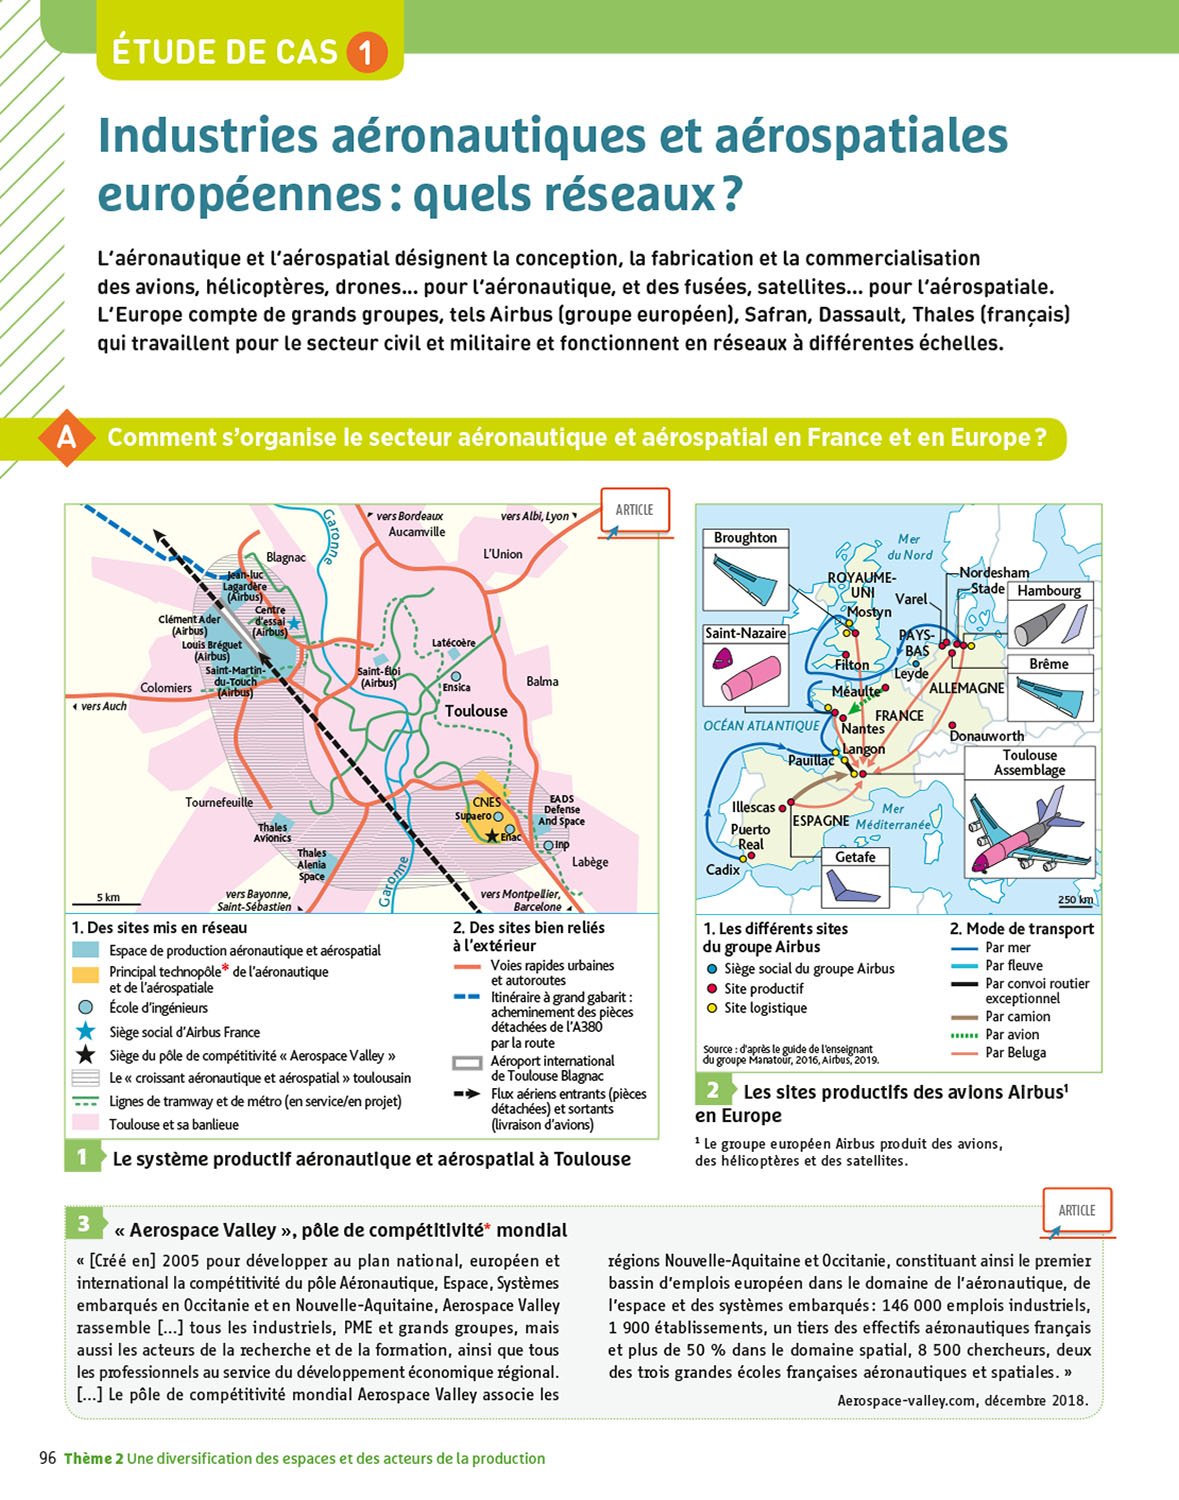 ÉTUDE DE CAS 1
Industries aéronautiques et aérospatiales
européennes : quels réseaux ?
L'aéronautique et l'aérospatial désignent la conception, la fabrication et la commercialisation
des avions, hélicoptères, drones... pour l'aéronautique, et des fusées, satellites... pour l'aérospatiale.
L'Europe compte de grands groupes, tels Airbus (groupe européen), Safran, Dassault, Thales (français)
qui travaillent pour le secteur civil et militaire et fonctionnent en réseaux à différentes échelles.
A Comment s'organise le secteur aéronautique et aérospatial en France et en Europe ?
ARTICLE
vers Bordeaux
vers Albi, Lyon
Aucamville
Garonne
L'Union
Blagnac
Jean-luc
Lagardère
(Airbus)
Centre
d'essai
(Airbus)
Clément Ader
(Airbus)
Louis Bréguet
(Airbus)
Saint-Martin-
du-Touch
(Airbus)
Latécoère
Saint-Éloi
(Airbus)
Ensica
Balma
Colomiers
vers Auch
Toulouse
Tournefeuille
CNES
Supaero
Enac
EADS
Defense
And Space
Inp
Thales
Avionics
Thales
Alenia
Space
Labège
Garonne
5 km
vers Bayonne,
Saint-Sébastien
vers Montpellier,
Barcelone
1. Des sites mis en réseau
Espace de production aéronautique et aérospatial
Principal technopôle* de l'aéronautique
et de l'aérospatiale
École d'ingénieurs
Siège social d'Airbus France
Siège du pôle de compétitivité « Aerospace Valley »
Le « croissant aéronautique et aérospatial » toulousain
Lignes de tramway et de métro (en service/en projet)
Toulouse et sa banlieue
2. Des sites bien reliés
à l'extérieur
Voies rapides urbaines
et autoroutes
Itinéraire à grand gabarit :
acheminement des pièces
détachées de l'A380
par la route
Aéroport international
de Toulouse Blagnac
Flux aériens entrants (pièces
détachées) et sortants
(livraison d'avions)
1 Le système productif aéronautique et aérospatial à Toulouse
Broughton
Mer
du Nord
ROYAUME-
UNI
Mostyn
Nordesham
Stade
Varel
Hambourg
Saint-Nazaire
PAYS-
BAS
Filton
Leyde
Brême
Méaulte
ALLEMAGNE
OCÉAN ATLANTIQUE
FRANCE
Nantes
Donauworth
Langon
Pauillac
Toulouse
Assemblage
Illescas
ESPAGNE
Mer
Méditerranée
Puerto
Real
Cadix
Getafe
250 km
1. Les différents sites
du groupe Airbus
Siège social du groupe Airbus
Site productif
Site logistique
Source : d'après le guide de l'enseignant
du groupe Manatour, 2016, Airbus, 2019.
2. Mode de transport
Par mer
Par fleuve
Par convoi routier
exceptionnel
Par camion
Par avion
Par Beluga
2 Les sites productifs des avions Airbus¹
en Europe
¹ Le groupe européen Airbus produit des avions,
des hélicoptères et des satellites.
ARTICLE
3 « Aerospace Valley », pôle de compétitivité* mondial
« [Créé en] 2005 pour développer au plan national, européen et
international la compétitivité du pôle Aéronautique, Espace, Systèmes
embarqués en Occitanie et en Nouvelle-Aquitaine, Aerospace Valley
rassemble [...] tous les industriels, PME et grands groupes, mais
aussi les acteurs de la recherche et de la formation, ainsi que tous
les professionnels au service du développement économique régional.
[...] Le pôle de compétitivité mondial Aerospace Valley associe les
régions Nouvelle-Aquitaine et Occitanie, constituant ainsi le premier
bassin d'emplois européen dans le domaine de l'aéronautique, de
l'espace et des systèmes embarqués : 146 000 emplois industriels,
1 900 établissements, un tiers des effectifs aéronautiques français
et plus de 50 % dans le domaine spatial, 8 500 chercheurs, deux
des trois grandes écoles françaises aéronautiques et spatiales. »
Aerospace-valley.com, décembre 2018.
96 Thème 2 Une diversification des espaces et des acteurs de la production